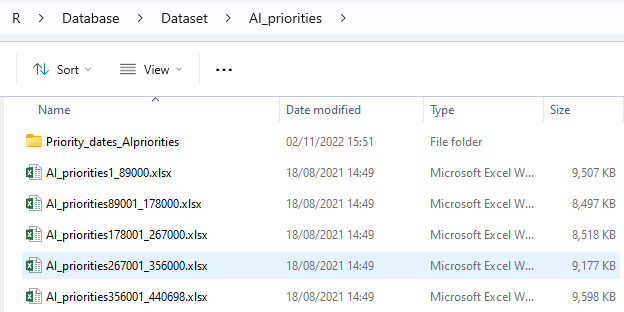 R > Database > Dataset > AI_priorities >
Sort View ...
Name Date modified Type Size
Priority_dates_AIpriorities 02/11/2022 15:51 File folder
AI_priorities1_89000.xlsx 18/08/2021 14:49 Microsoft Excel W... 9,507 KB
AI_priorities89001_178000.xlsx 18/08/2021 14:49 Microsoft Excel W... 8,497 KB
AI_priorities178001_267000.xlsx 18/08/2021 14:49 Microsoft Excel W... 8,518 KB
AI_priorities267001_356000.xlsx 18/08/2021 14:49 Microsoft Excel W... 9,177 KB
AI_priorities356001_440698.xlsx 18/08/2021 14:49 Microsoft Excel W... 9,598 KB